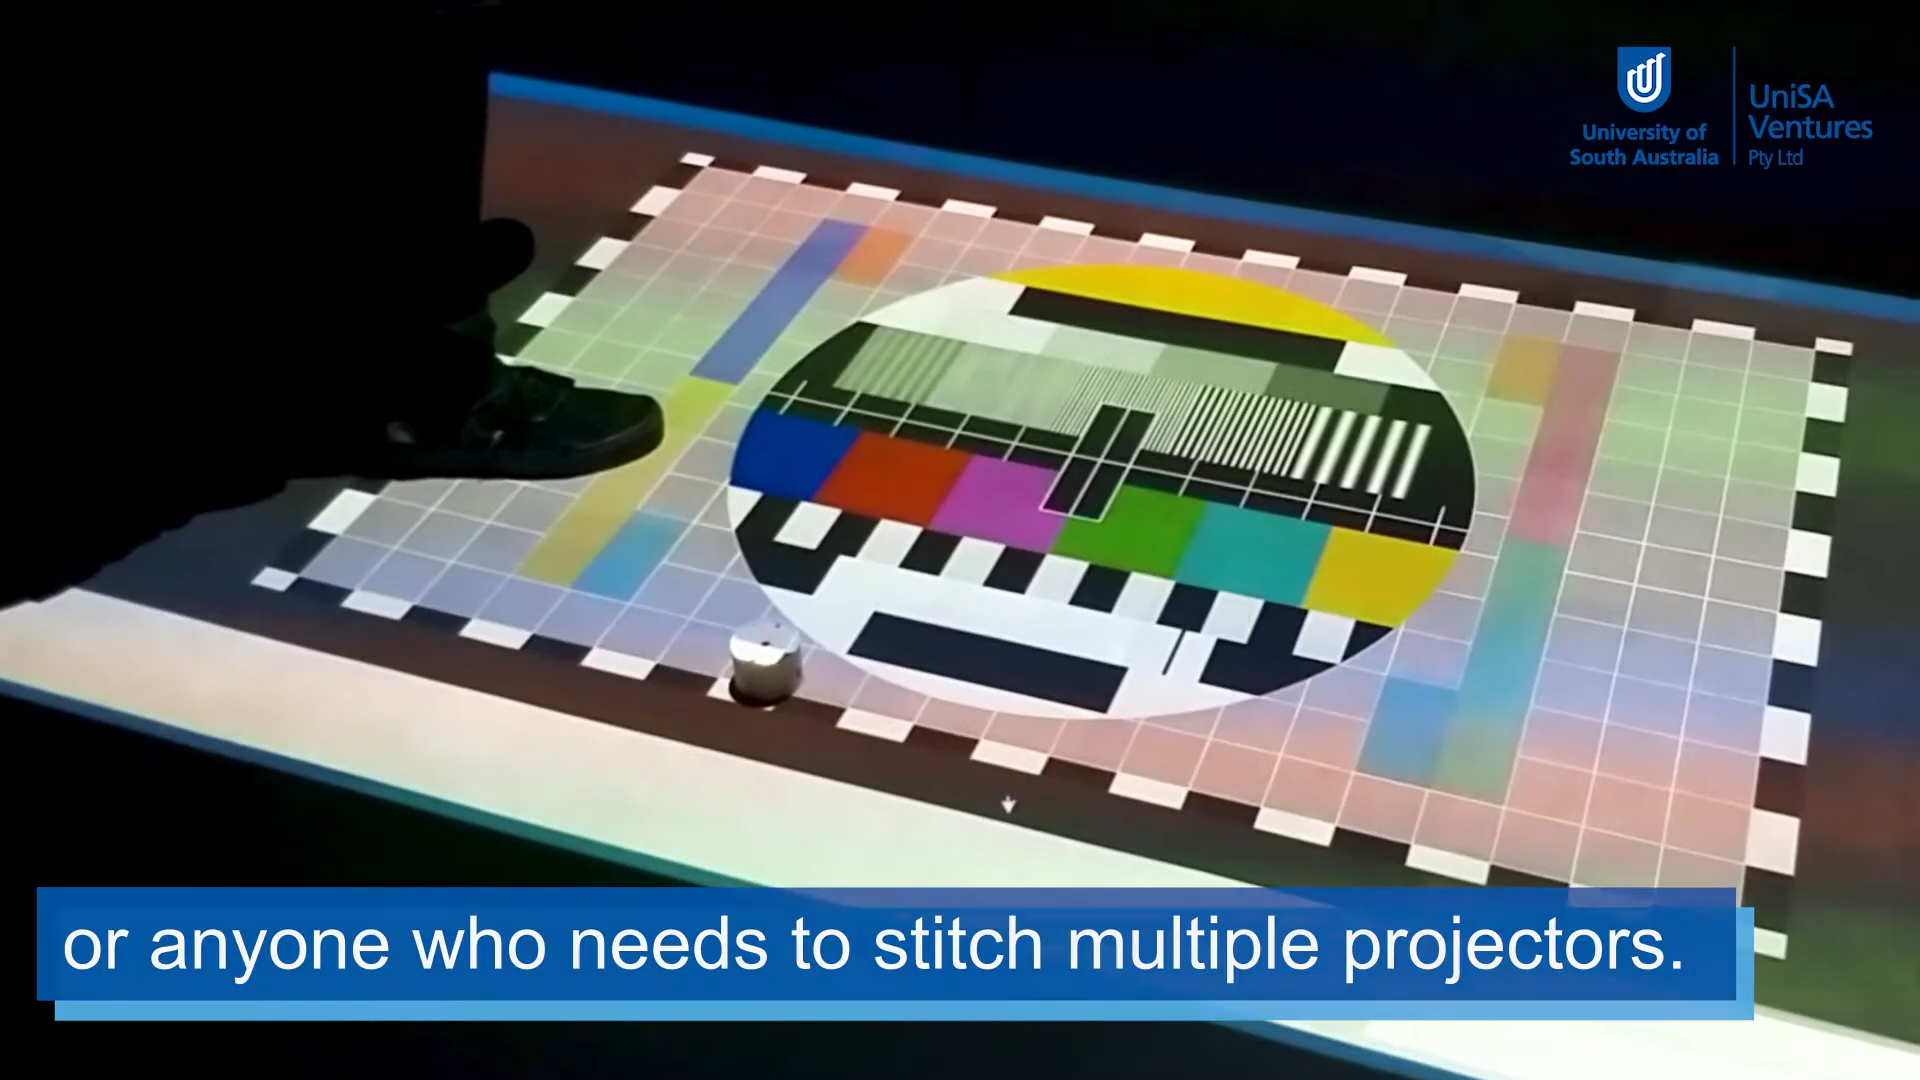 University of
South Australia
UniSA
Ventures
Pty Ltd
or anyone who needs to stitch multiple projectors.